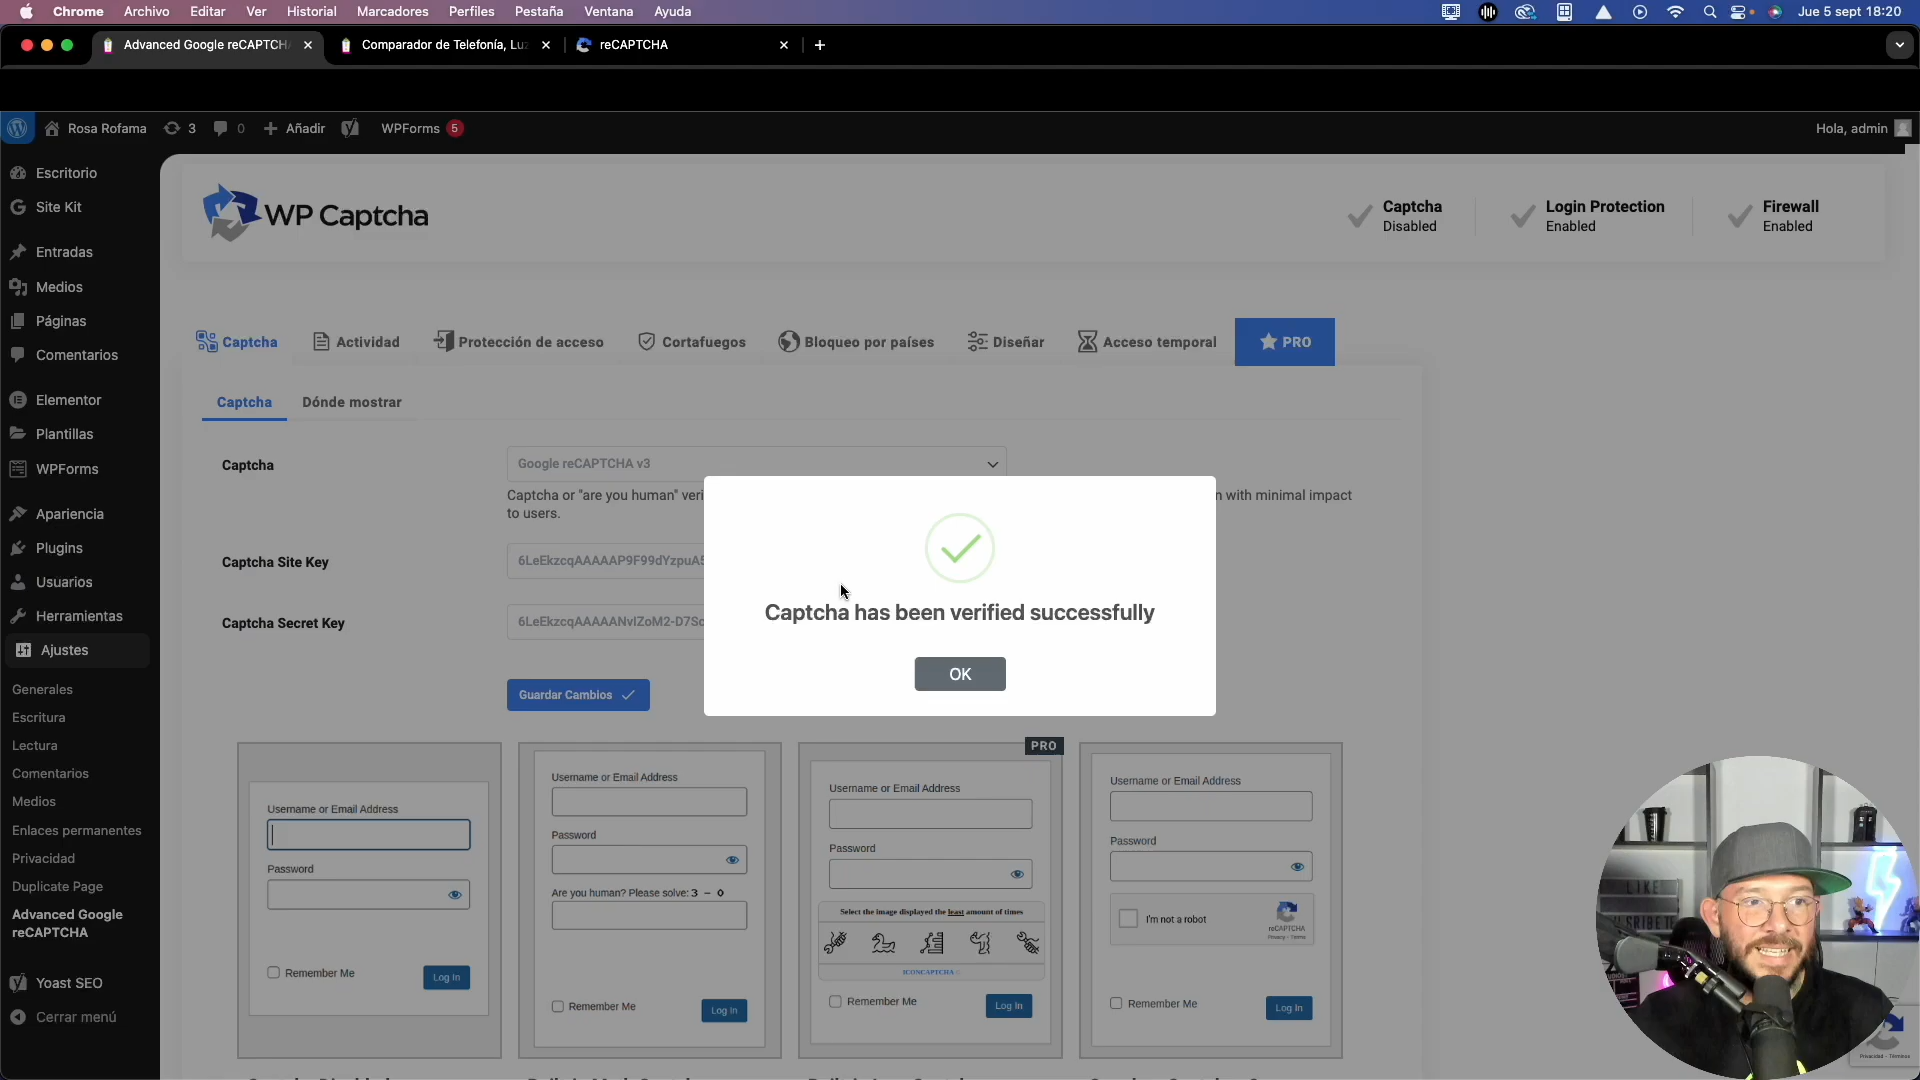 Chrome Archivo Editar Ver Historial Marcadores Perfiles Pestaña Ventana Ayuda
Jue 5 sept 18:20
Advanced Google reCAPTCH
Comparador de Telefonía, Lu
reCAPTCHA
Rosa Rofama
3
0
Añadir
WPForms 5
Hola, admin
Escritorio
Site Kit
Entradas
Medios
Páginas
Comentarios
Elementor
Plantillas
WPForms
Apariencia
Plugins
Usuarios
Herramientas
Ajustes
Generales
Escritura
Lectura
Comentarios
Medios
Enlaces permanentes
Privacidad
Duplicate Page
Advanced Google
reCAPTCHA
Yoast SEO
Cerrar menú
WP Captcha
Captcha
Disabled
Login Protection
Enabled
Firewall
Enabled
Captcha
Actividad
Protección de acceso
Cortafuegos
Bloqueo por países
Diseñar
Acceso temporal
PRO
Captcha
Dónde mostrar
Captcha
Google reCAPTCHA v3
Captcha or "are you human" veri
n with minimal impact
to users.
Captcha Site Key
6LeEkzcqAAAAAP9F99dYzpuA
Captcha Secret Key
6LeEkzcqAAAAANvIZoM2-D7Sc
Guardar Cambios
Captcha has been verified successfully
OK
Username or Email Address
Password
Remember Me
Log In
Username or Email Address
Password
Are you human? Please solve: 3 - 0
Remember Me
Log In
PRO
Username or Email Address
Password
Select the image displayed the least amount of times
ICONCAPTCHA
Remember Me
Log In
Username or Email Address
Password
I'm not a robot
reCAPTCHA
Privacy - Terms
Remember Me
Log In
LIKE
Privacidad - Términos